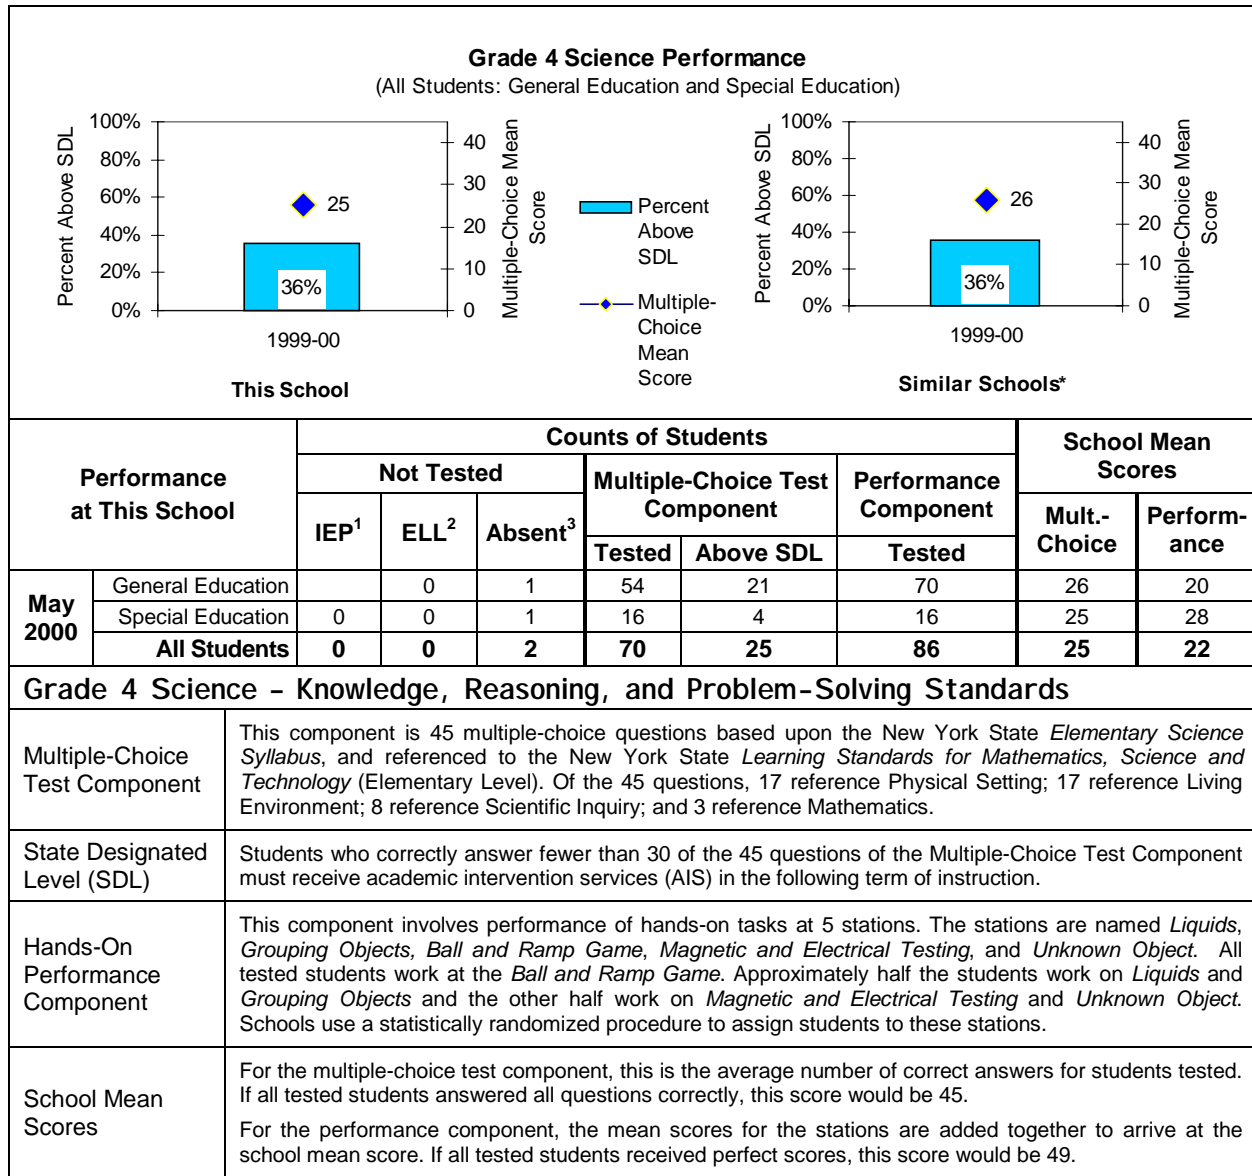 Grade 4 Science Performance
(All Students: General Education and Special Education)
Percent Above SDL
100%
80%
60%
40%
20%
0%
25
36%
1999-00
40
30
20
10
0
Multiple-Choice Mean
Score
This School
Percent
Above
SDL
Multiple-
Choice
Mean
Score
Percent Above SDL
100%
80%
60%
40%
20%
0%
26
36%
1999-00
40
30
20
10
0
Multiple-Choice Mean
Score
Similar Schools*
Performance
at This School
Counts of Students
School Mean
Scores
Not Tested
Multiple-Choice Test
Component
Performance
Component
IEP1 ELL2 Absent3
Mult.-
Choice
Perform-
ance
Tested Above SDL Tested
May
2000
General Education 0 1 54 21 70 26 20
Special Education 0 0 1 16 4 16 25 28
All Students 0 0 2 70 25 86 25 22
Grade 4 Science – Knowledge, Reasoning, and Problem-Solving Standards
Multiple-Choice
Test Component
This component is 45 multiple-choice questions based upon the New York State Elementary Science
Syllabus, and referenced to the New York State Learning Standards for Mathematics, Science and
Technology (Elementary Level). Of the 45 questions, 17 reference Physical Setting; 17 reference Living
Environment; 8 reference Scientific Inquiry; and 3 reference Mathematics.
State Designated
Level (SDL)
Students who correctly answer fewer than 30 of the 45 questions of the Multiple-Choice Test Component
must receive academic intervention services (AIS) in the following term of instruction.
Hands-On
Performance
Component
This component involves performance of hands-on tasks at 5 stations. The stations are named Liquids,
Grouping Objects, Ball and Ramp Game, Magnetic and Electrical Testing, and Unknown Object. All
tested students work at the Ball and Ramp Game. Approximately half the students work on Liquids and
Grouping Objects and the other half work on Magnetic and Electrical Testing and Unknown Object.
Schools use a statistically randomized procedure to assign students to these stations.
School Mean
Scores
For the multiple-choice test component, this is the average number of correct answers for students tested.
If all tested students answered all questions correctly, this score would be 45.
For the performance component, the mean scores for the stations are added together to arrive at the
school mean score. If all tested students received perfect scores, this score would be 49.